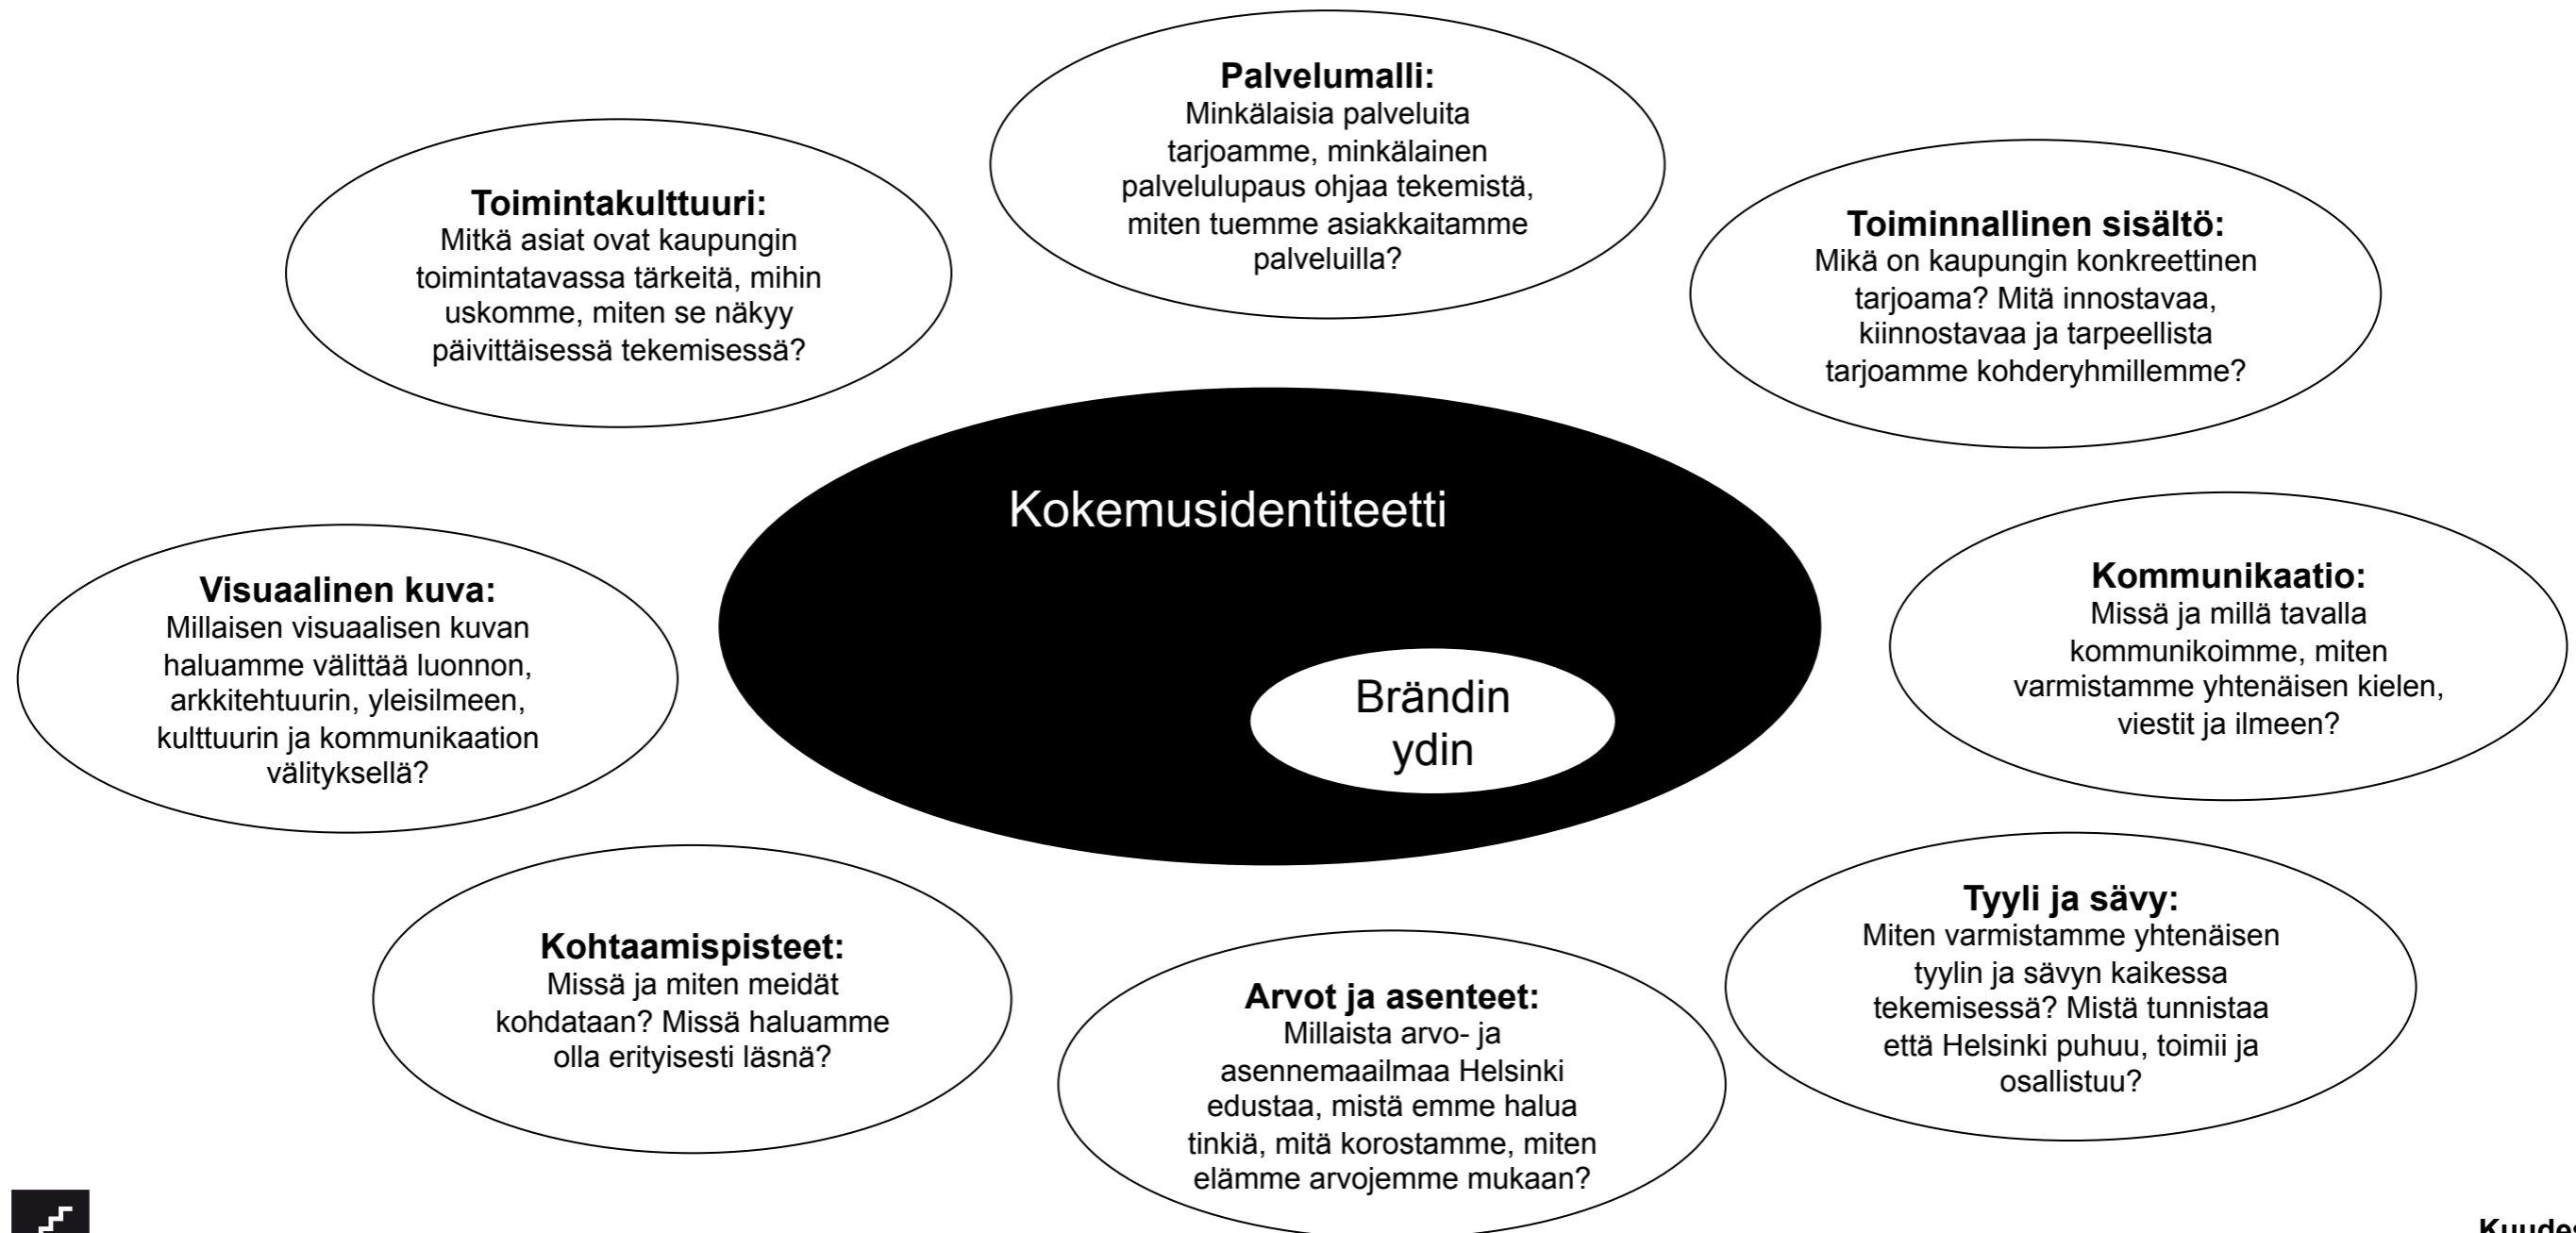 Palvelumalli:
Minkälaisia palveluita
tarjoamme, minkälainen
palvelulupaus ohjaa tekemistä,
miten tuemme asiakkaitamme
palveluilla?
Toimintakulttuuri:
Mitkä asiat ovat kaupungin
toimintatavassa tärkeitä, mihin
uskomme, miten se näkyy
päivittäisessä tekemisessä?
Toiminnallinen sisältö:
Mikä on kaupungin konkreettinen
tarjoama? Mitä innostavaa,
kiinnostavaa ja tarpeellista
tarjoamme kohderyhmillemme?
Kokemusidentiteetti
Brändin
ydin
Visuaalinen kuva:
Millaisen visuaalisen kuvan
haluamme välittää luonnon,
arkkitehtuurin, yleisilmeen,
kulttuurin ja kommunikaation
välityksellä?
Kommunikaatio:
Missä ja millä tavalla
kommunikoimme, miten
varmistamme yhtenäisen kielen,
viestit ja ilmeen?
Kohtaamispisteet:
Missä ja miten meidät
kohdataan? Missä haluamme
olla erityisesti läsnä?
Arvot ja asenteet:
Millaista arvo- ja
asennemaailmaa Helsinki
edustaa, mistä emme halua
tinkiä, mitä korostamme, miten
elämme arvojemme mukaan?
Tyyli ja sävy:
Miten varmistamme yhtenäisen
tyylin ja sävyn kaikessa
tekemisessä? Mistä tunnistaa
että Helsinki puhuu, toimii ja
osallistuu?
Kuudes